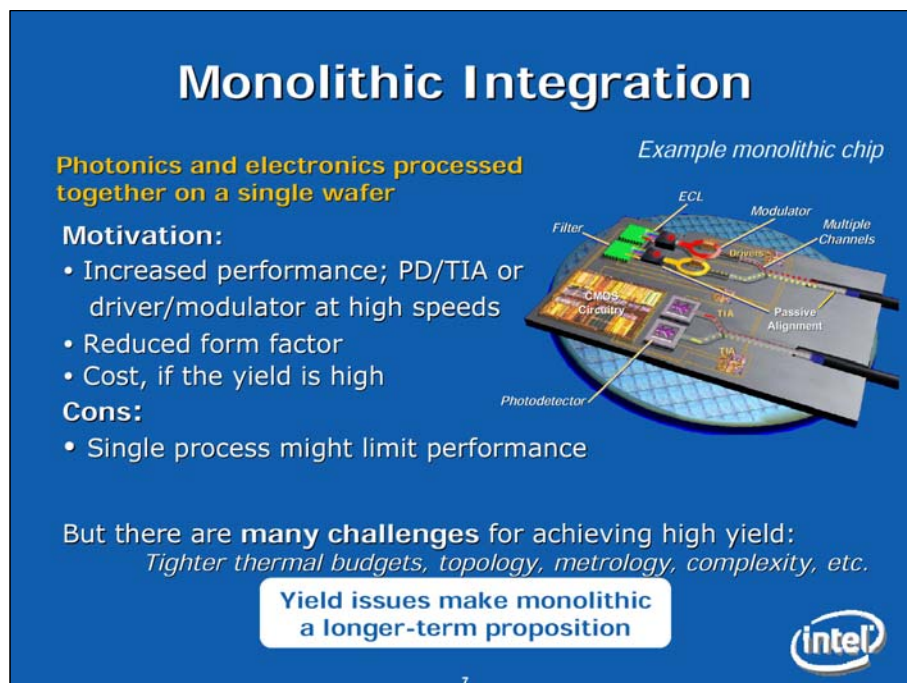 Monolithic Integration
Photonics and electronics processed
together on a single wafer
Motivation:
• Increased performance; PD/TIA or
driver/modulator at high speeds
• Reduced form factor
• Cost, if the yield is high
Cons:
• Single process might limit performance
Example monolithic chip
ECL
Modulator
Filter
Multiple
Channels
Drivers
CMOS
Circuitry
TIA
Passive
Alignment
TIA
Photodetector
But there are many challenges for achieving high yield:
Tighter thermal budgets, topology, metrology, complexity, etc.
Yield issues make monolithic
a longer-term proposition
intel
7